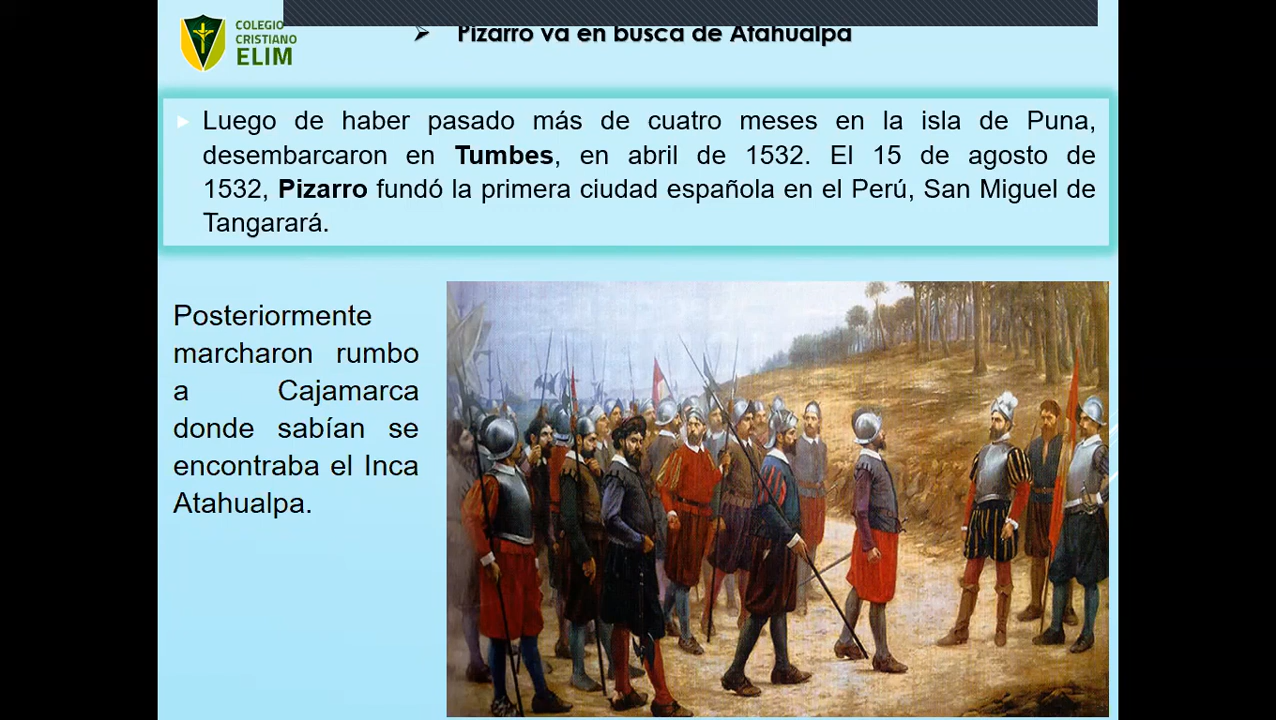 COLEGIO
CRISTIANO
ELIM
➢ Pizarro va en busca de Atahualpa
Luego de haber pasado más de cuatro meses en la isla de Puna,
desembarcaron en Tumbes, en abril de 1532. El 15 de agosto de
1532, Pizarro fundó la primera ciudad española en el Perú, San Miguel de
Tangarará.
Posteriormente
marcharon rumbo
a Cajamarca
donde sabían se
encontraba el Inca
Atahualpa.